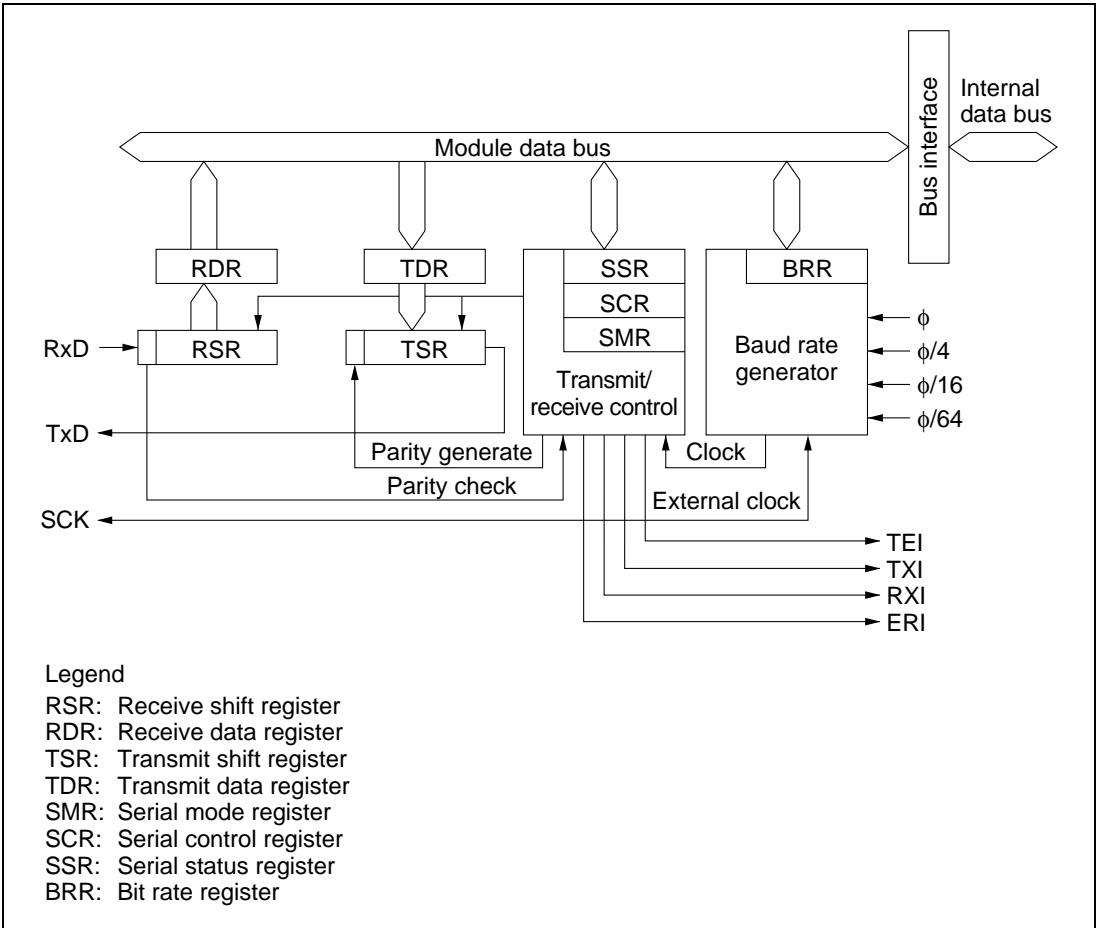 Internal
data bus
Bus interface
Module data bus
RDR
TDR
SSR
BRR
SCR
RxD
RSR
TSR
SMR
Baud rate
generator
ϕ
ϕ/4
ϕ/16
ϕ/64
Transmit/
receive control
TxD
Parity generate
Clock
Parity check
External clock
SCK
TEI
TXI
RXI
ERI
Legend
RSR: Receive shift register
RDR: Receive data register
TSR: Transmit shift register
TDR: Transmit data register
SMR: Serial mode register
SCR: Serial control register
SSR: Serial status register
BRR: Bit rate register